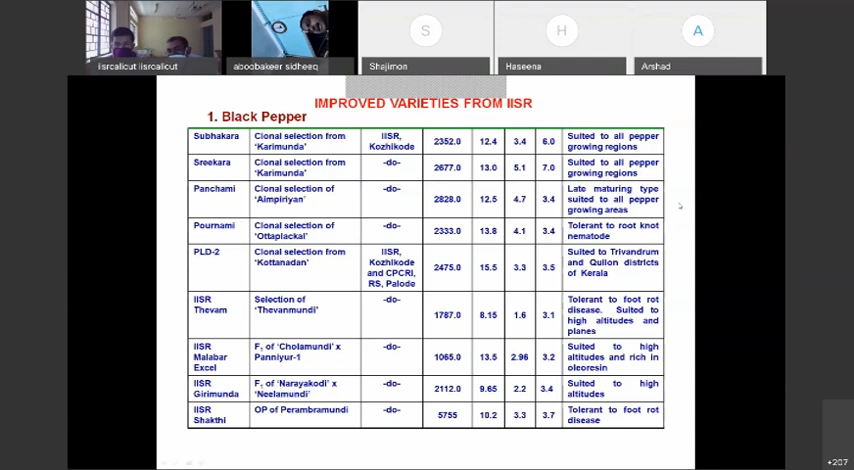 S
H
A
iisrcalicut iisrcalicut
aboobakeer sidheeq
Shajimon
Haseena
Arshad
IMPROVED VARIETIES FROM IISR
1. Black Pepper
Subhakara Clonal selection from 'Karimunda' IISR, Kozhikode 2352.0 12.4 3.4 6.0 Suited to all pepper growing regions
Sreekara Clonal selection from 'Karimunda' -do- 2677.0 13.0 5.1 7.0 Suited to all pepper growing regions
Panchami Clonal selection of 'Aimpiriyan' -do- 2828.0 12.5 4.7 3.4 Late maturing type suited to all pepper growing areas
Pournami Clonal selection of 'Ottaplackal' -do- 2333.0 13.8 4.1 3.4 Tolerant to root knot nematode
PLD-2 Clonal selection from 'Kottanadan' IISR, Kozhikode and CPCRI, RS, Palode 2475.0 15.5 3.3 3.5 Suited to Trivandrum and Quilon districts of Kerala
IISR Thevam Selection of 'Thevanmundi' -do- 1787.0 8.15 1.6 3.1 Tolerant to foot rot disease. Suited to high altitudes and planes
IISR Malabar Excel F1 of 'Cholamundi' x Panniyur-1 -do- 1065.0 13.5 2.96 3.2 Suited to high altitudes and rich in oleoresin
IISR Girimunda F1 of 'Narayakodi' x 'Neelamundi' -do- 2112.0 9.65 2.2 3.4 Suited to high altitudes
IISR Shakthi OP of Perambramundi -do- 5755 10.2 3.3 3.7 Tolerant to foot rot disease
+207